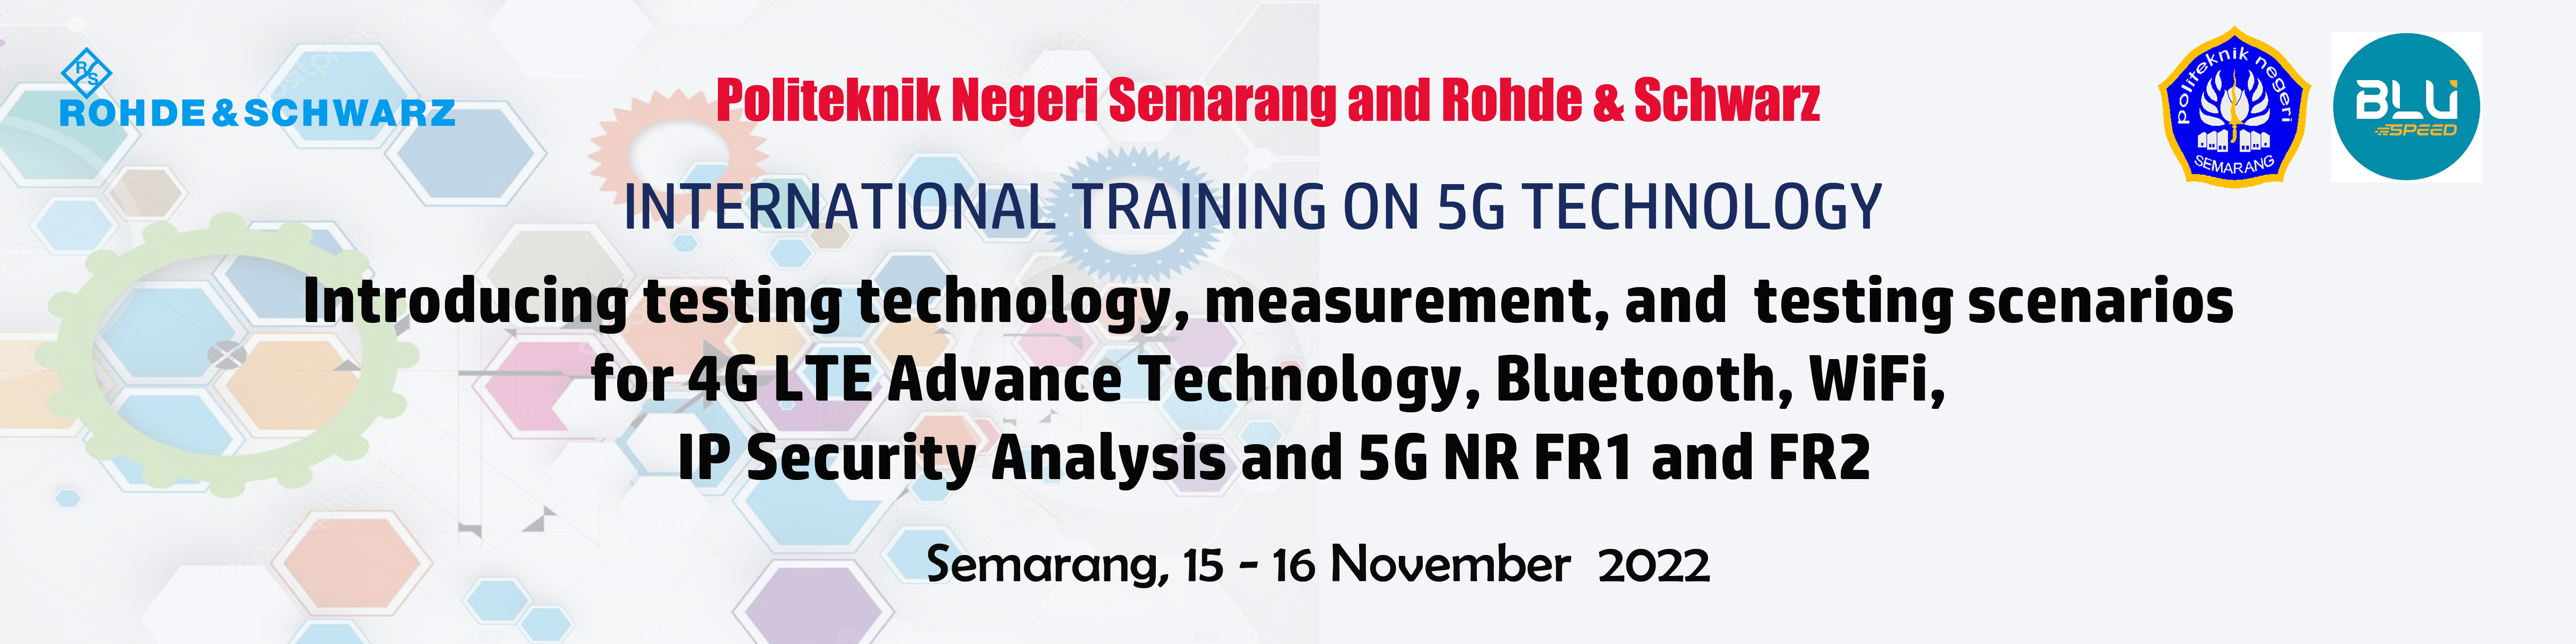 R S
ROHDE & SCHWARZ
politeknik negeri
SEMARANG
BLU
SPEED
Politeknik Negeri Semarang and Rohde & Schwarz
INTERNATIONAL TRAINING ON 5G TECHNOLOGY
Introducing testing technology, measurement, and testing scenarios
for 4G LTE Advance Technology, Bluetooth, WiFi,
IP Security Analysis and 5G NR FR1 and FR2
Semarang, 15 - 16 November 2022